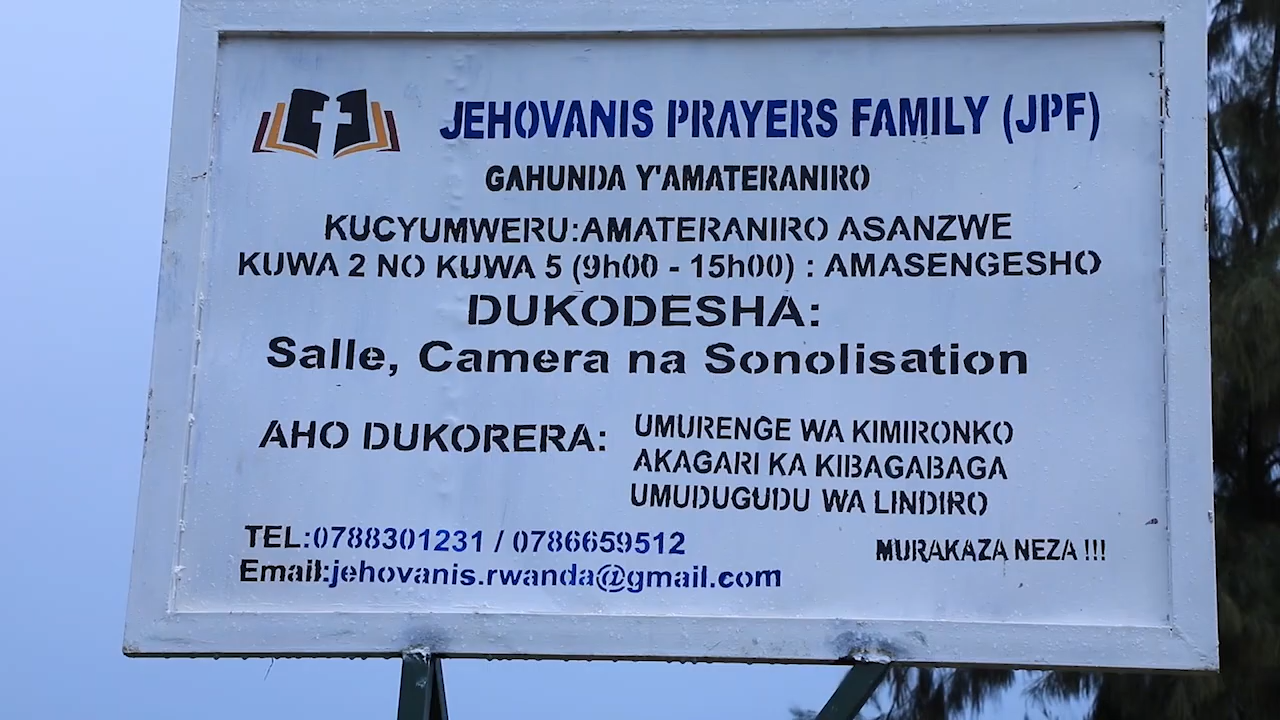 JEHOVANIS PRAYERS FAMILY (JPF)
GAHUNDA Y'AMATERANIRO
KUCYUMWERU:AMATERANIRO ASANZWE
KUWA 2 NO KUWA 5 (9h00 - 15h00) : AMASENGESHO
DUKODESHA:
Salle, Camera na Sonolisation
AHO DUKORERA:
UMURENGE WA KIMIRONKO
AKAGARI KA KIBAGABAGA
UMUDUGUDU WA LINDIRO
TEL:0788301231 / 0786659512
Email:jehovanis.rwanda@gmail.com
MURAKAZA NEZA !!!